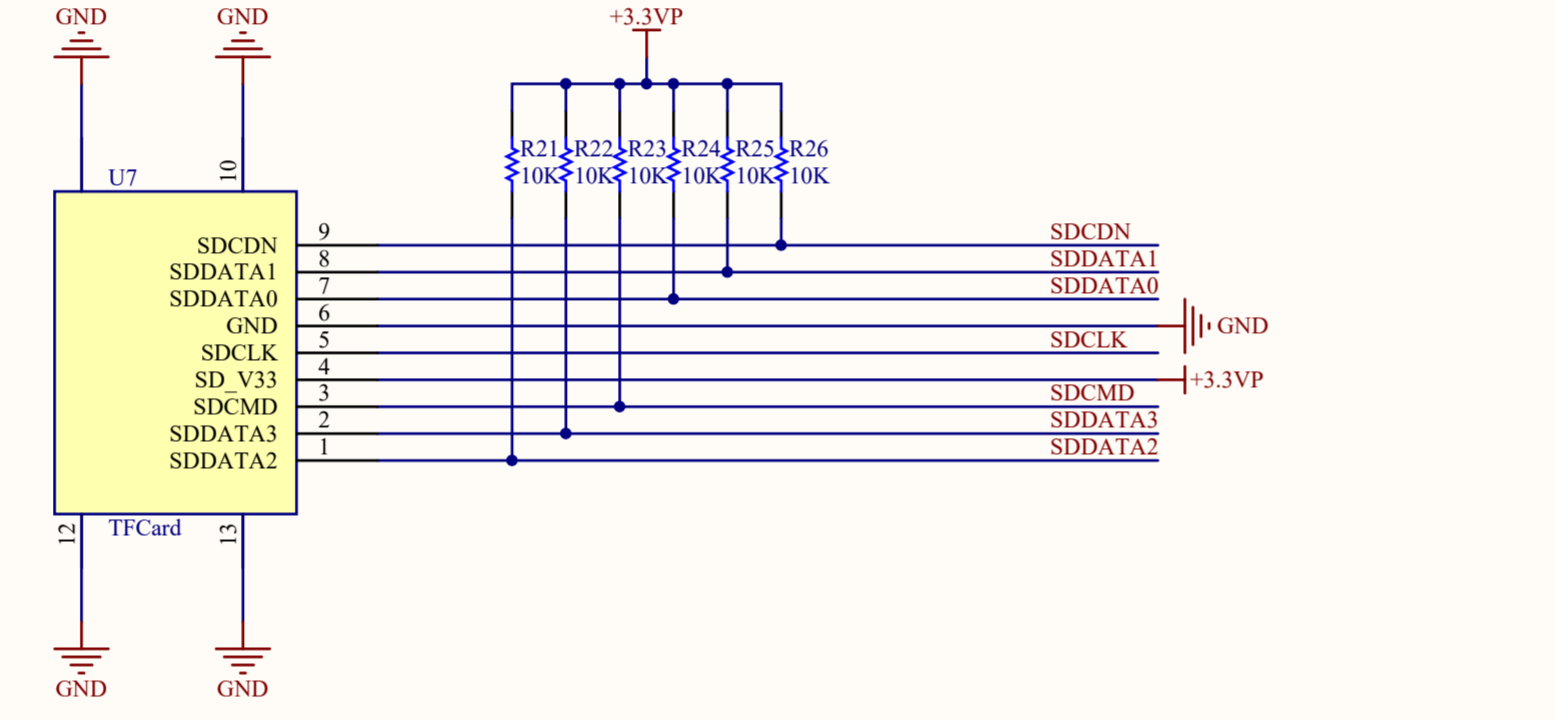 GND
GND
+3.3VP
U7
10
R21
10K
R22
10K
R23
10K
R24
10K
R25
10K
R26
10K
SDCDN 9 SDCDN
SDDATA1 8 SDDATA1
SDDATA0 7 SDDATA0
GND 6 GND
SDCLK 5 SDCLK
SD_V33 4 +3.3VP
SDCMD 3 SDCMD
SDDATA3 2 SDDATA3
SDDATA2 1 SDDATA2
12
TFCard
13
GND
GND